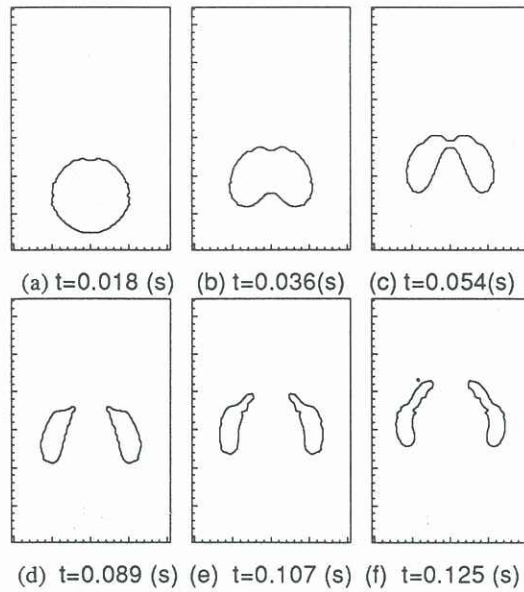 (a) t=0.018 (s) (b) t=0.036(s) (c) t=0.054(s)
(d) t=0.089 (s) (e) t=0.107 (s) (f) t=0.125 (s)